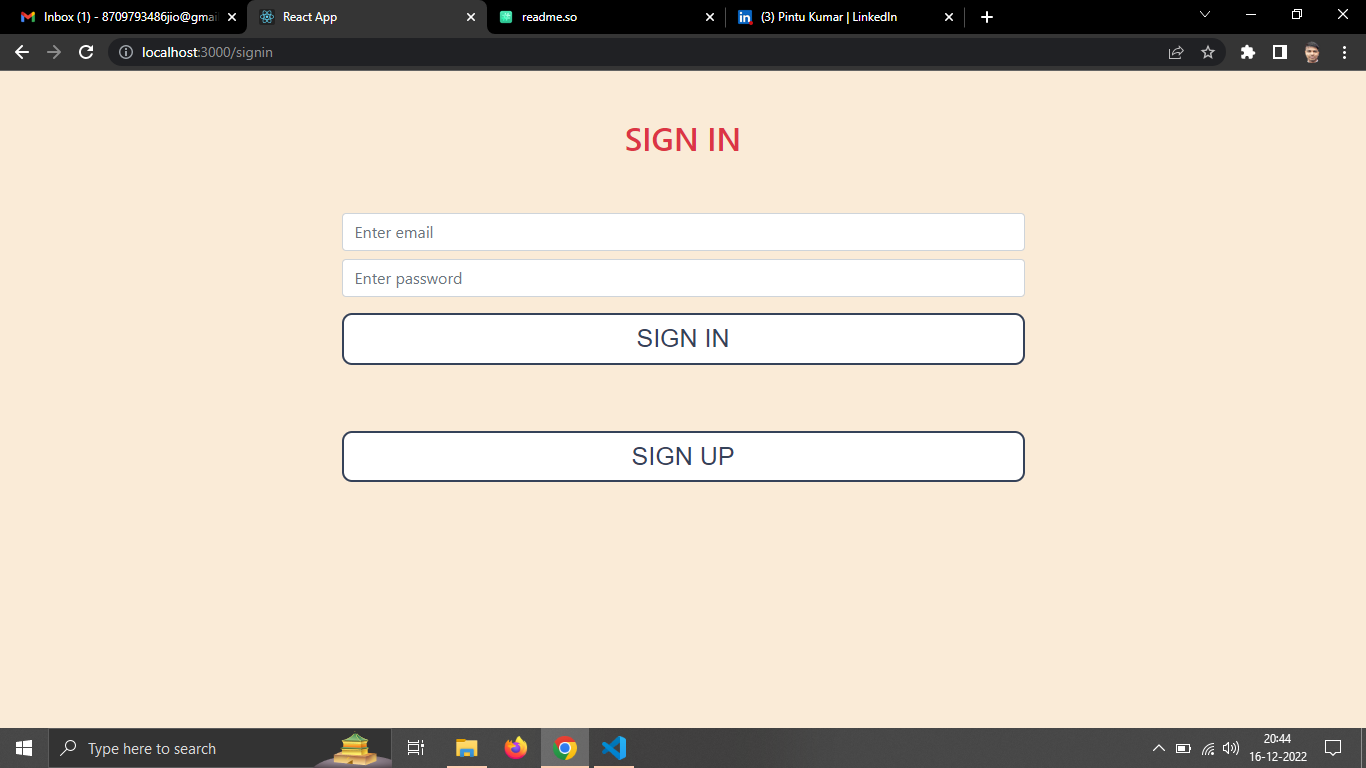 Inbox (1) - 8709793486jio@gmai
React App
readme.so
(3) Pintu Kumar | LinkedIn
localhost:3000/signin
SIGN IN
Enter email
Enter password
SIGN IN
SIGN UP
Type here to search
20:44
16-12-2022